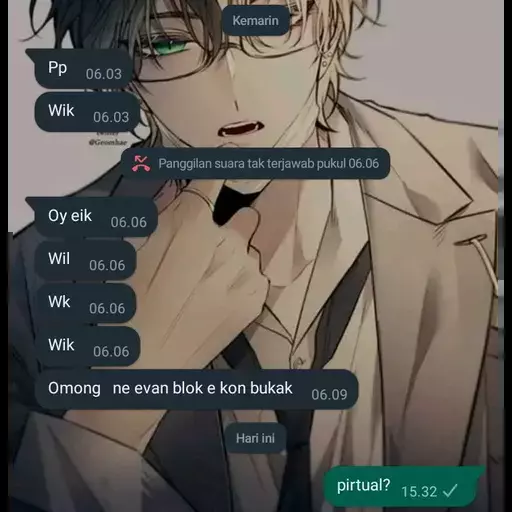 Kemarin
Pp 06.03
Wik 06.03
@Geomhar
Panggilan suara tak terjawab pukul 06.06
Oy eik 06.06
Wil 06.06
Wk 06.06
Wik 06.06
Omong ne evan blok e kon bukak 06.09
Hari ini
pirtual? 15.32